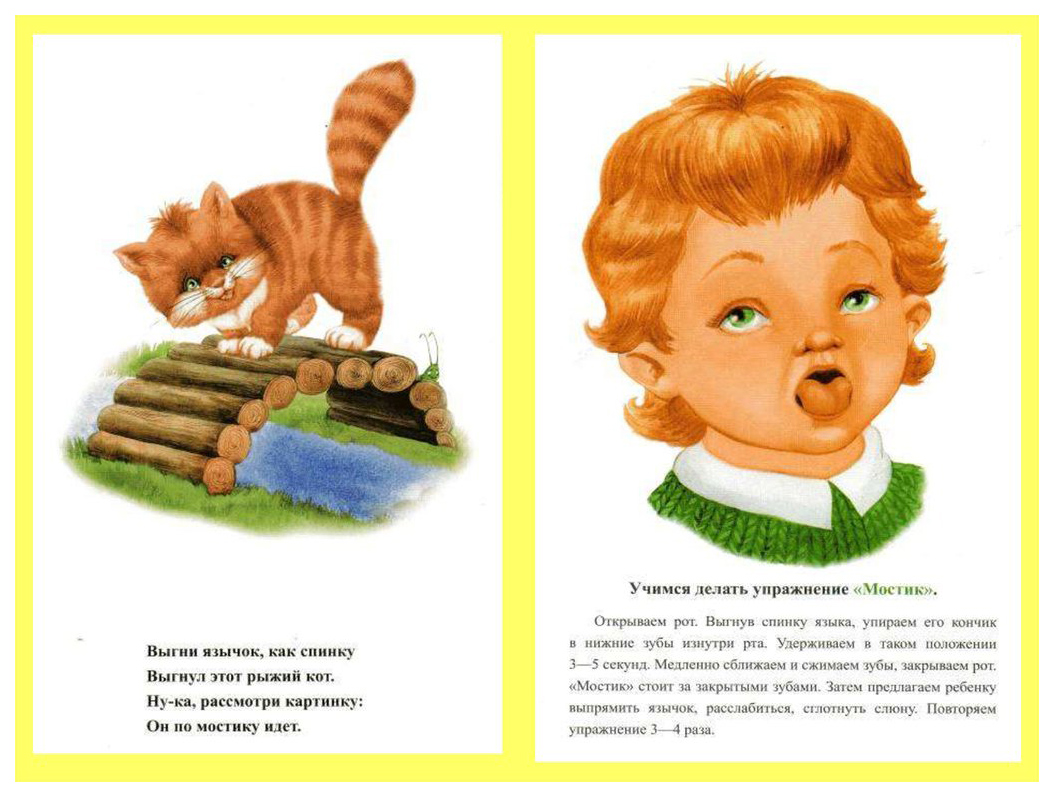 Выгни язычок, как спинку
Выгнул этот рыжий кот.
Ну-ка, рассмотри картинку:
Он по мостику идет.
Учимся делать упражнение «Мостик».
Открываем рот. Выгнув спинку языка, упираем его кончик
в нижние зубы изнутри рта. Удерживаем в таком положении
3—5 секунд. Медленно сближаем и сжимаем зубы, закрываем рот.
«Мостик» стоит за закрытыми зубами. Затем предлагаем ребенку
выпрямить язычок, расслабиться, сглотнуть слюну. Повторяем
упражнение 3—4 раза.